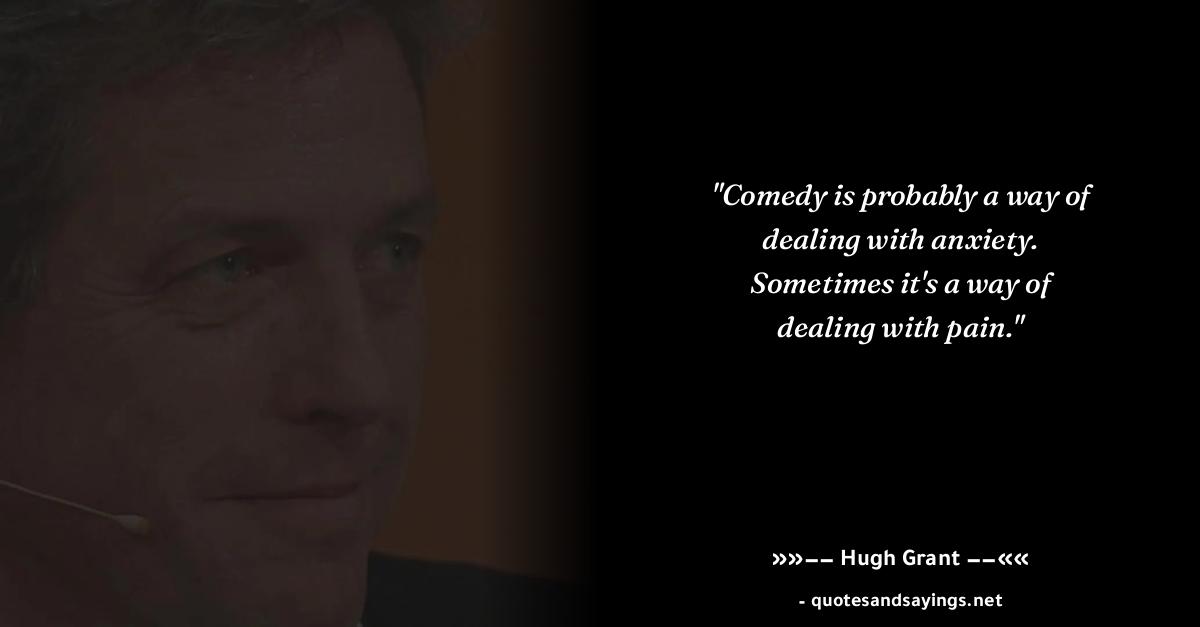 "Comedy is probably a way of
dealing with anxiety.
Sometimes it's a way of
dealing with pain."
»»−− Hugh Grant −−««
- quotesandsayings.net